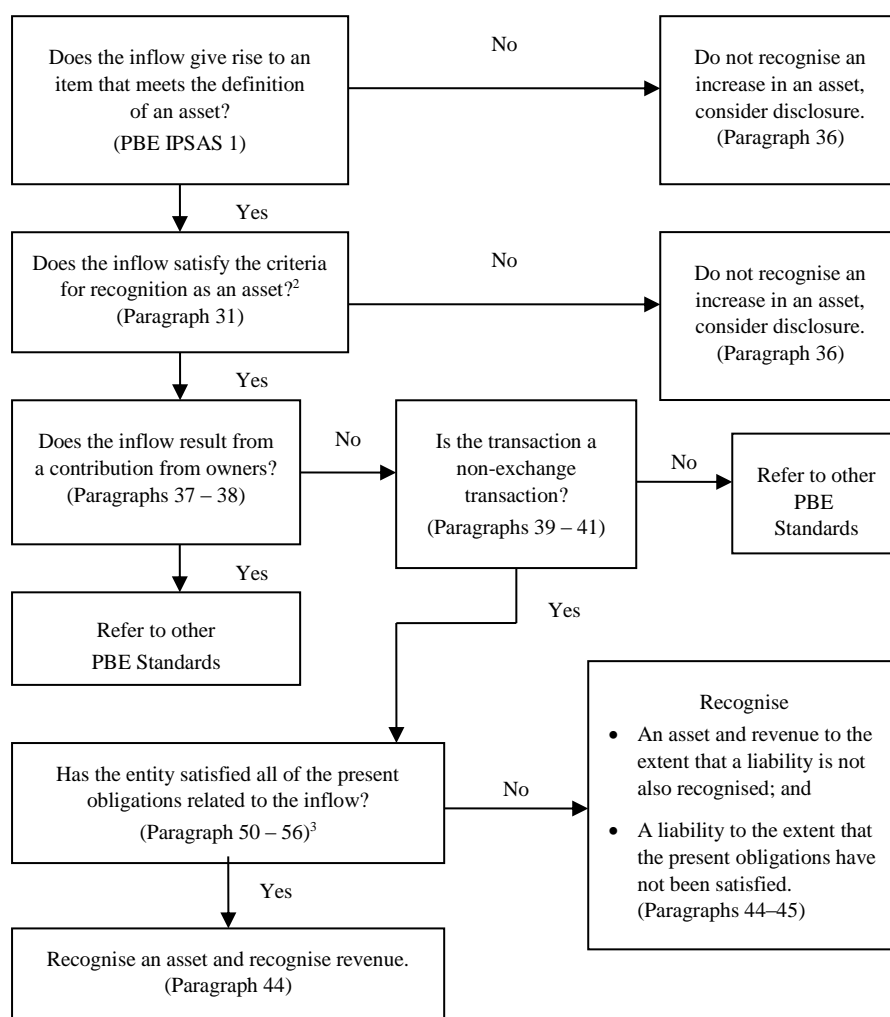 Does the inflow give rise to an
item that meets the definition
of an asset?
(PBE IPSAS 1)
No
Do not recognise an
increase in an asset,
consider disclosure.
(Paragraph 36)
Yes
Does the inflow satisfy the criteria
for recognition as an asset?²
(Paragraph 31)
No
Do not recognise an
increase in an asset,
consider disclosure.
(Paragraph 36)
Yes
Does the inflow result from
a contribution from owners?
(Paragraphs 37 – 38)
No
Is the transaction a
non-exchange
transaction?
(Paragraphs 39 – 41)
No
Refer to other
PBE
Standards
Yes
Refer to other
PBE Standards
Yes
Has the entity satisfied all of the present
obligations related to the inflow?
(Paragraph 50 – 56)³
No
Recognise
• An asset and revenue to the
extent that a liability is not
also recognised; and
• A liability to the extent that
the present obligations have
not been satisfied.
(Paragraphs 44–45)
Yes
Recognise an asset and recognise revenue.
(Paragraph 44)